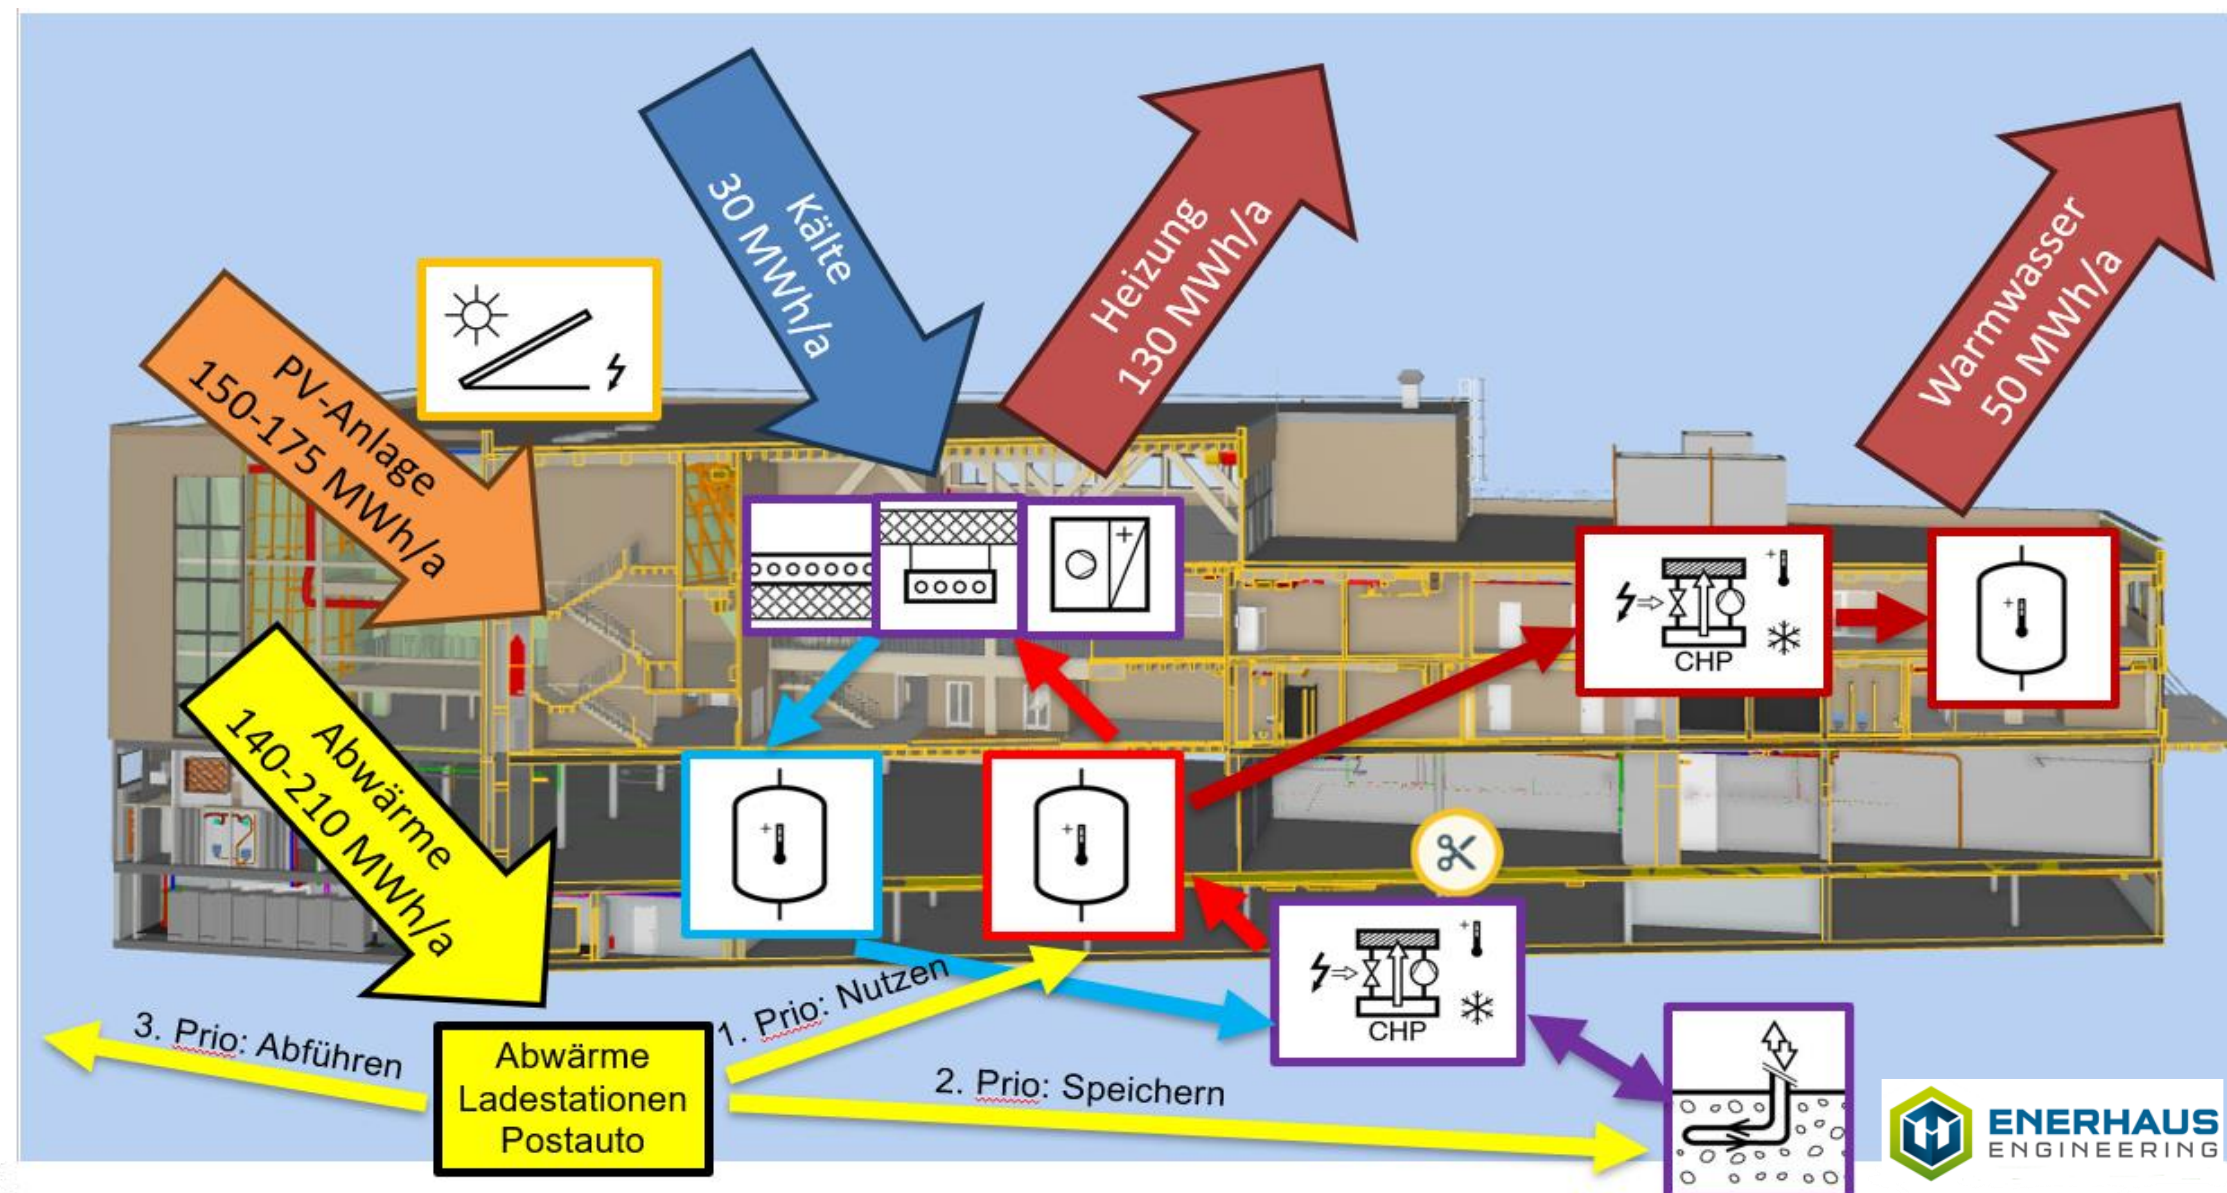 Kälte
30 MWh/a
Heizung
130 MWh/a
Warmwasser
50 MWh/a
PV-Anlage
150-175 MWh/a
CHP
Abwärme
140-210 MWh/a
CHP
1. Prio: Nutzen
3. Prio: Abführen
2. Prio: Speichern
Abwärme
Ladestationen
Postauto
ENERHAUS
ENGINEERING